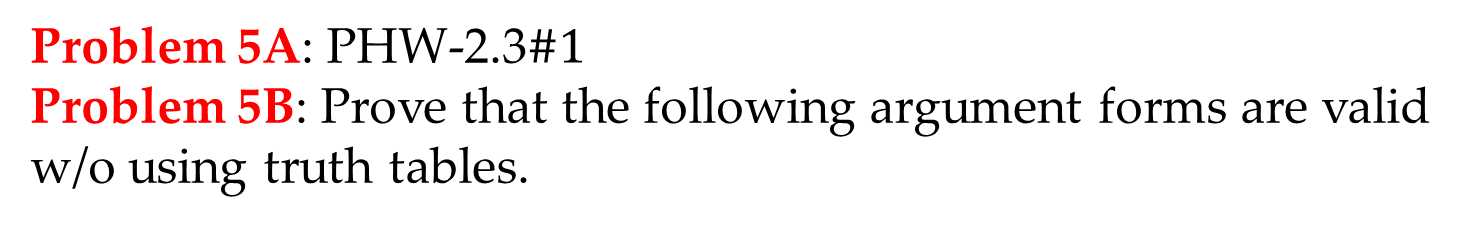 Problem 5A: PHW-2.3#1
Problem 5B: Prove that the following argument forms are valid
w/o using truth tables.